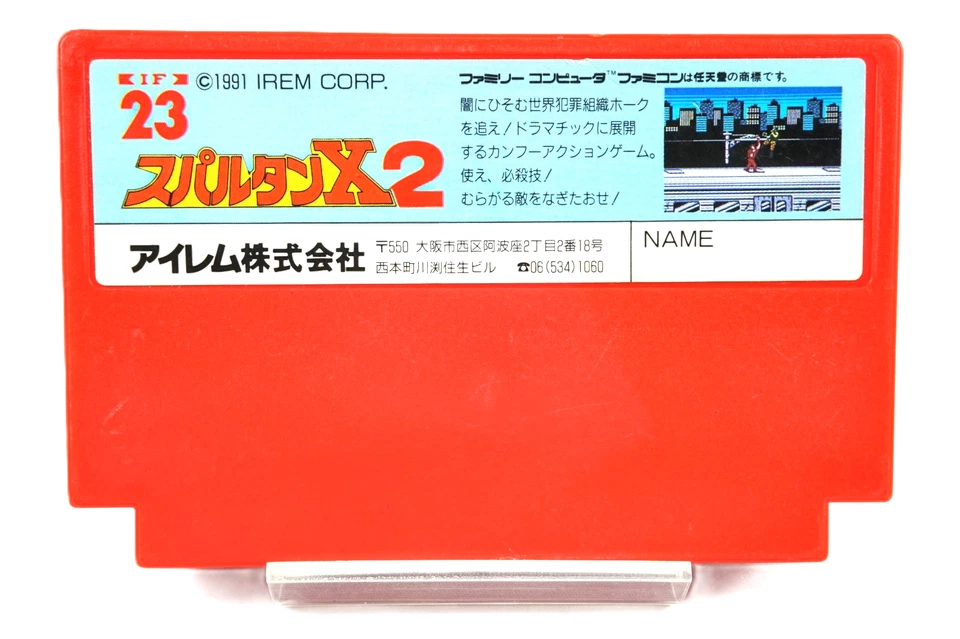 IF
23
©1991 IREM CORP.
スパルタンX2
ファミリー コンピュータ™ ファミコンは任天堂の商標です。
闇にひそむ世界犯罪組織ホーク
を追え!ドラマチックに展開
するカンフーアクションゲーム。
使え、必殺技!
むらがる敵をなぎたおせ!
アイレム株式会社
〒550 大阪市西区阿波座2丁目2番18号
西本町川渕住生ビル ☎06(534)1060
NAME